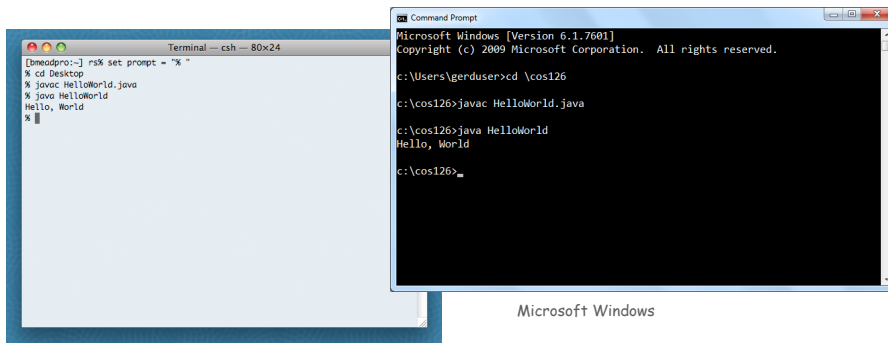 Terminal — csh — 80×24
[bmeadpro:~] rs% set prompt = "% "
% cd Desktop
% javac HelloWorld.java
% java HelloWorld
Hello, World
%
Command Prompt
Microsoft Windows [Version 6.1.7601]
Copyright (c) 2009 Microsoft Corporation.  All rights reserved.
c:\Users\gerduser>cd \cos126
c:\cos126>javac HelloWorld.java
c:\cos126>java HelloWorld
Hello, World
c:\cos126>_
Microsoft Windows